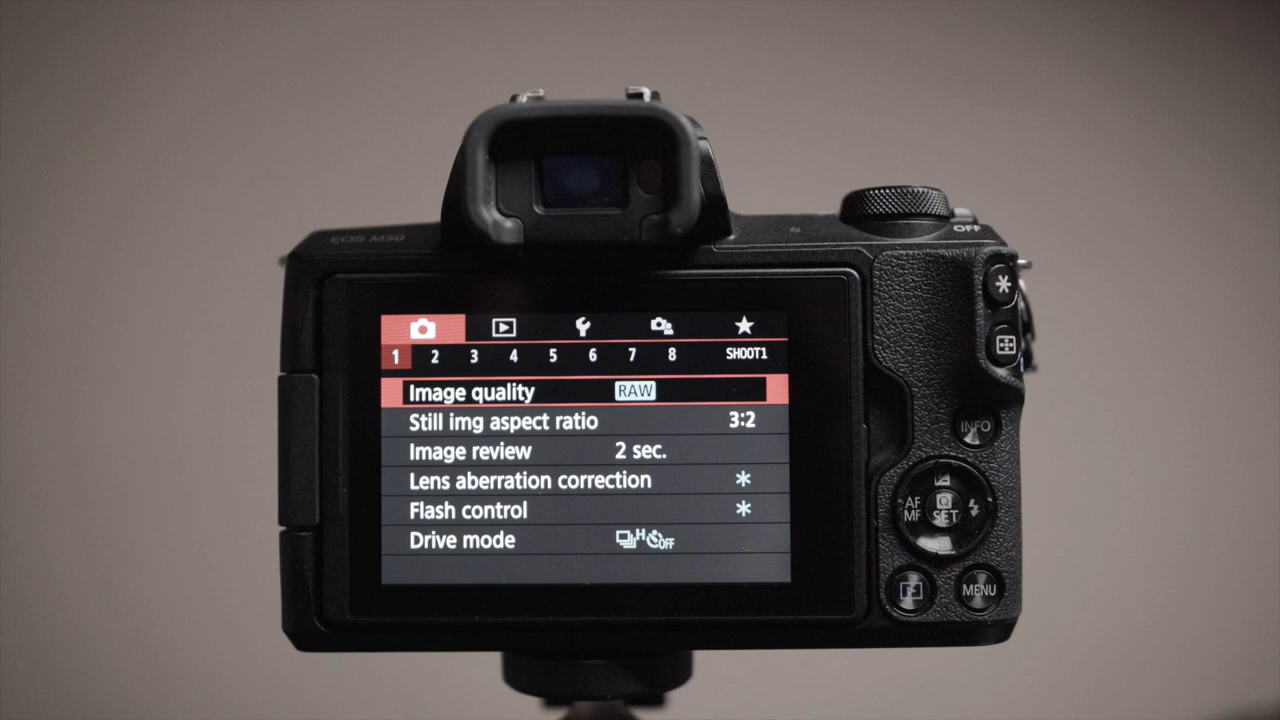 OFF
EOS M50
1 2 3 4 5 6 7 8 SHOOT1
Image quality RAW
Still img aspect ratio 3:2
Image review 2 sec.
Lens aberration correction *
Flash control *
Drive mode H OFF
INFO
AF
MF
Q
SET
MENU